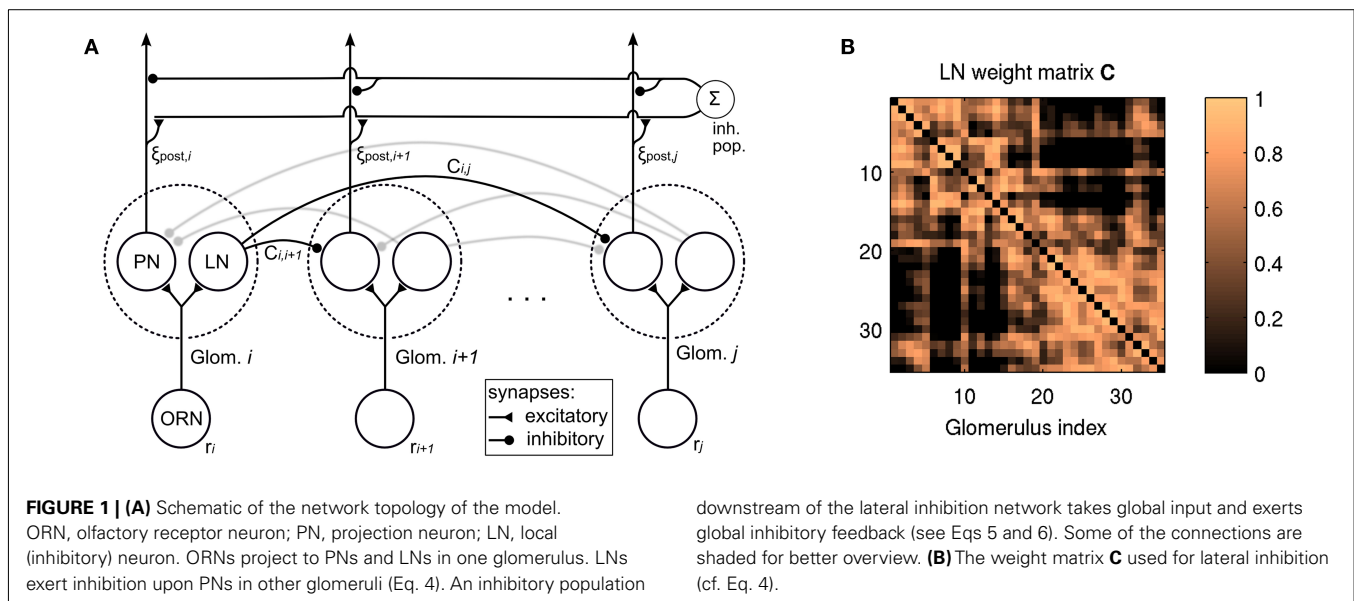 A
Σ
inh.
pop.
ξpost,i
ξpost,i+1
ξpost,j
Ci,j
PN
LN
Ci,i+1
. . .
Glom. i
Glom. i+1
Glom. j
synapses:
excitatory
inhibitory
ORN
ri
ri+1
rj
B
LN weight matrix C
10
20
30
10
20
30
Glomerulus index
1
0.8
0.6
0.4
0.2
0
FIGURE 1 | (A) Schematic of the network topology of the model.
ORN, olfactory receptor neuron; PN, projection neuron; LN, local
(inhibitory) neuron. ORNs project to PNs and LNs in one glomerulus. LNs
exert inhibition upon PNs in other glomeruli (Eq. 4). An inhibitory population
downstream of the lateral inhibition network takes global input and exerts
global inhibitory feedback (see Eqs 5 and 6). Some of the connections are
shaded for better overview. (B) The weight matrix C used for lateral inhibition
(cf. Eq. 4).